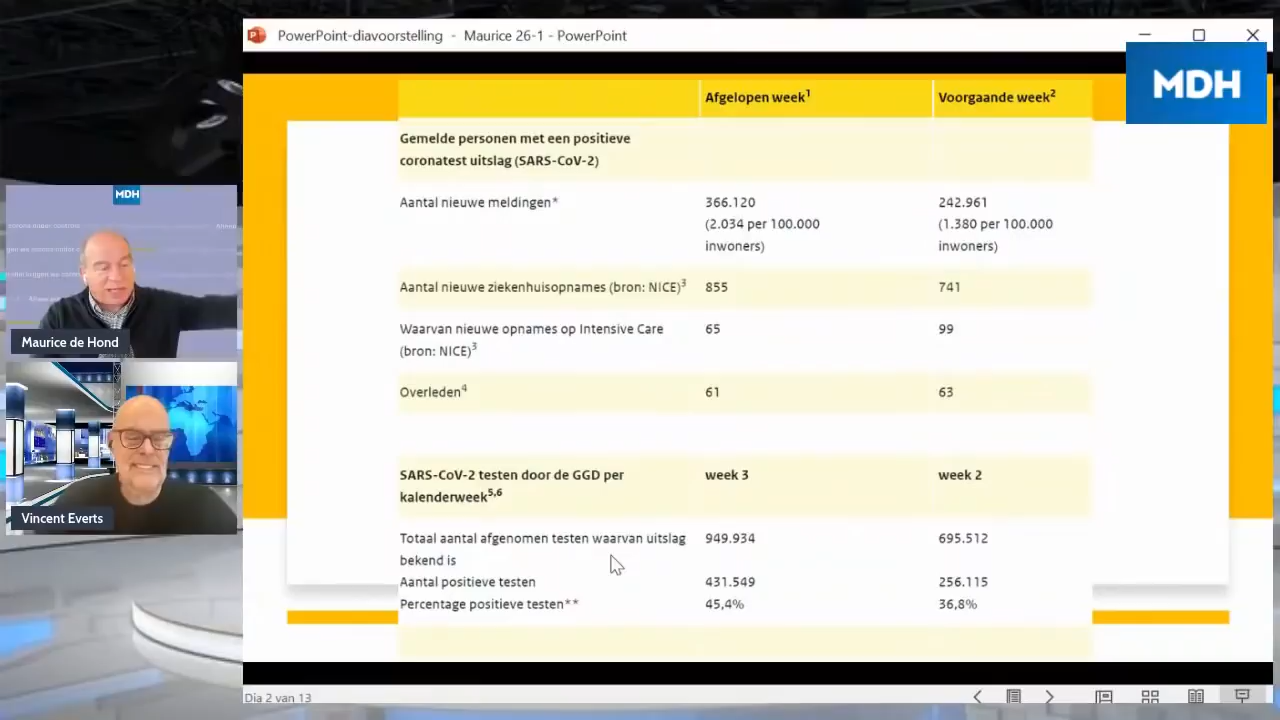 PowerPoint-diavoorstelling - Maurice 26-1 - PowerPoint
MDH
Afgelopen week1 Voorgaande week2
Gemelde personen met een positieve
coronatest uitslag (SARS-CoV-2)
Aantal nieuwe meldingen* 366.120 242.961
(2.034 per 100.000 (1.380 per 100.000
inwoners) inwoners)
Aantal nieuwe ziekenhuisopnames (bron: NICE)3 855 741
Waarvan nieuwe opnames op Intensive Care 65 99
(bron: NICE)3
Overleden4 61 63
SARS-CoV-2 testen door de GGD per week 3 week 2
kalenderweek5,6
Totaal aantal afgenomen testen waarvan uitslag 949.934 695.512
bekend is
Aantal positieve testen 431.549 256.115
Percentage positieve testen** 45,4% 36,8%
Dia 2 van 13
MDH
Maurice de Hond
Vincent Everts